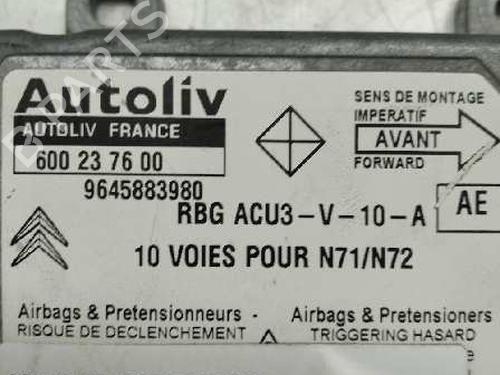 Autoliv
AUTOLIV FRANCE
600 23 76 00
9645883980
SENS DE MONTAGE
IMPERATIF
AVANT
FORWARD
RBG ACU3-V-10-A
AE
10 VOIES POUR N71/N72
Airbags & Pretensionneurs -
RISQUE DE DECLENCHEMENT
Airbags & Pretensioners
TRIGGERING HASARD